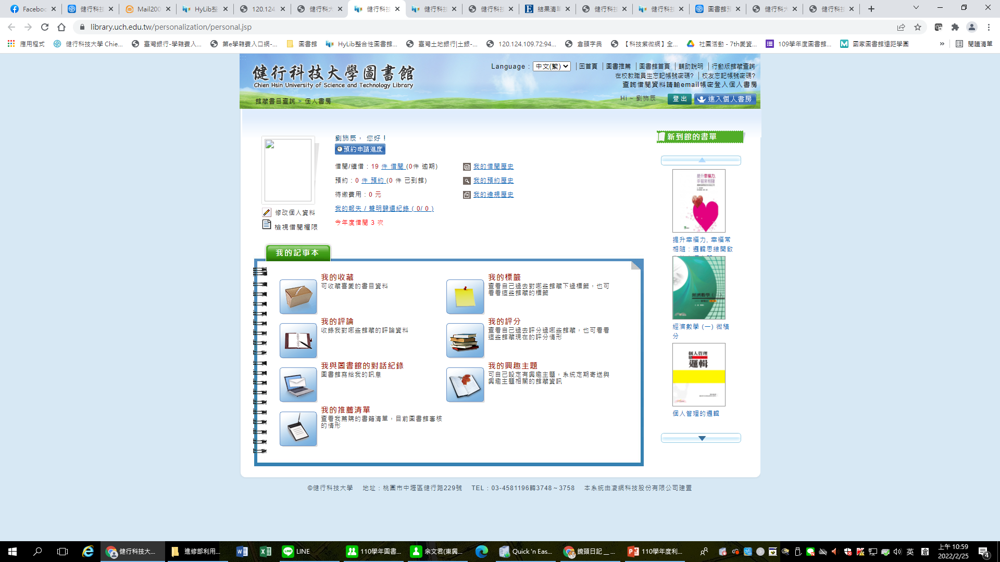 Facebo
健行科技
Mail200
HyLib整
120.124
健行科大
健行科技
健行科技
健行科技
結果清單
健行科技
健行科技
圖書館預
健行科大
健行科技
library.uch.edu.tw/personalization/personal.jsp
應用程式
健行科技大學 Chie...
臺灣銀行-學雜費入...
第e學雜費入口網-...
圖書館
HyLib整合性圖書館...
臺灣土地銀行|土銀-...
120.124.109.72:94...
倉頡字典
【科技紫微網】全...
社團活動 - 7th愛資...
109學年度圖書館...
國家圖書館遠距學園
»
閱讀清單
健行科技大學圖書館
Chien Hsin University of Science and Technology Library
Language : 中文(繁) | 回首頁 | 圖書推薦 | 圖書館首頁 | 輔助說明 | 行動版館藏查詢
在校教職員生忘記帳號密碼? | 校友忘記帳號密碼?
查詢借閱資料請輸email帳密登入個人書房
館藏書目查詢 > 個人書房
Hi ~ 劉施辰 登出 進入個人書房
劉施辰， 您好！
預約申請進度
借閱/續借：19 件 借閱 (0件 逾期)
我的借閱歷史
預約：0 件 預約 (0 件 已到館)
我的預約歷史
待繳費用：0 元
我的違規歷史
我的報失 / 聲明歸還紀錄 ( 0/ 0 )
今年度借閱 3 次
修改個人資料
檢視借閱權限
我的記事本
我的收藏
可收藏喜愛的書目資料
我的標籤
查看自己過去對哪些館藏下過標籤，也可
看看這些館藏的標籤
我的評論
收錄我對哪些館藏的評論資料
我的評分
查看自己過去評分過哪些館藏，也可看看
這些館藏現在的評分情形
我與圖書館的對話紀錄
圖書館寫給我的訊息
我的興趣主題
可自己設定有興趣主題，系統定期寄送與
興趣主題相關的館藏資訊
我的推薦清單
查看我薦購的書籍清單，目前圖書館審核
的情形
新到館的書單
提升幸福力,
幸福常相隨
提升幸福力, 幸福常
相隨：邏輯思維開啟
經濟數學(一)
經濟數學 (一) 微積
分
個人管理
的
邏輯
個人管理的邏輯
©健行科技大學 地址：桃園市中壢區健行路229號 TEL：03-4581196轉3748～3758 本系統由凌網科技股份有限公司建置
健行科技大...
進修部利用...
LINE
110學年圖書...
余文君(東興...
Quick 'n Eas...
鏡頭日記 __ ...
110學年度利...
英
倉
上午 10:59
2022/2/25
4